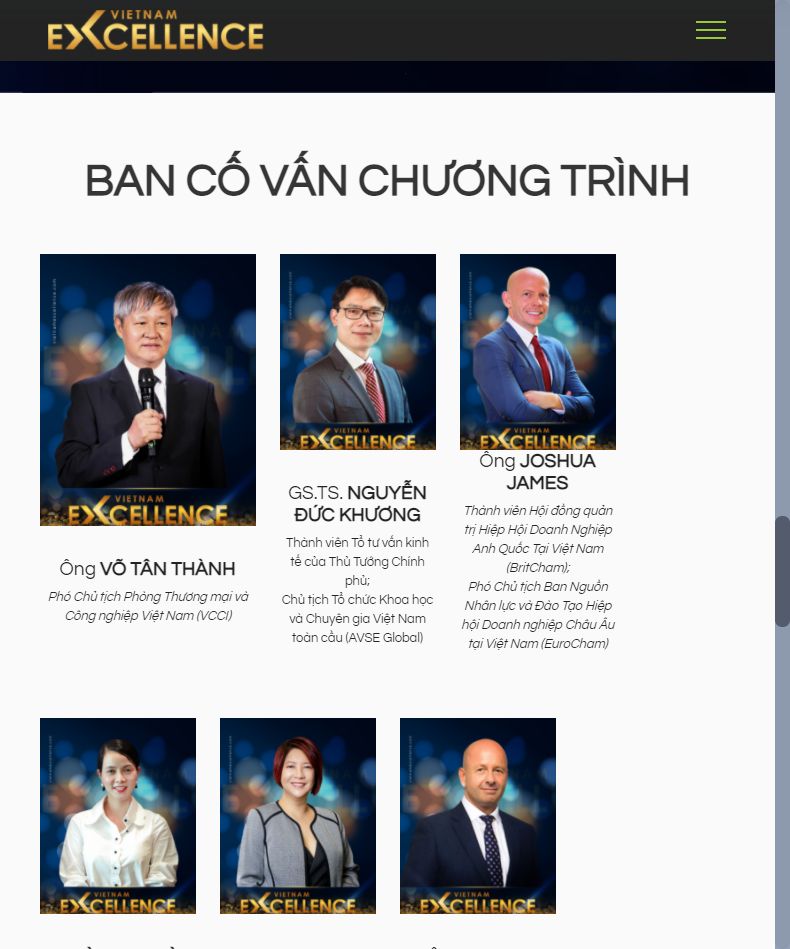 VIETNAM
EXCELLENCE
BAN CỐ VẤN CHƯƠNG TRÌNH
VIETNAM
EXCELLENCE
Ông VÕ TÂN THÀNH
Phó Chủ tịch Phòng Thương mại và
Công nghiệp Việt Nam (VCCI)
VIETNAM
EXCELLENCE
GS.TS. NGUYỄN
ĐỨC KHƯƠNG
Thành viên Tổ tư vấn kinh
tế của Thủ Tướng Chính
phủ;
Chủ tịch Tổ chức Khoa học
và Chuyên gia Việt Nam
toàn cầu (AVSE Global)
VIETNAM
EXCELLENCE
Ông JOSHUA
JAMES
Thành viên Hội đồng quản
trị Hiệp Hội Doanh Nghiệp
Anh Quốc Tại Việt Nam
(BritCham);
Phó Chủ tịch Ban Nguồn
Nhân lực và Đào Tạo Hiệp
hội Doanh nghiệp Châu Âu
tại Việt Nam (EuroCham)
VIETNAM
EXCELLENCE
VIETNAM
EXCELLENCE
VIETNAM
EXCELLENCE